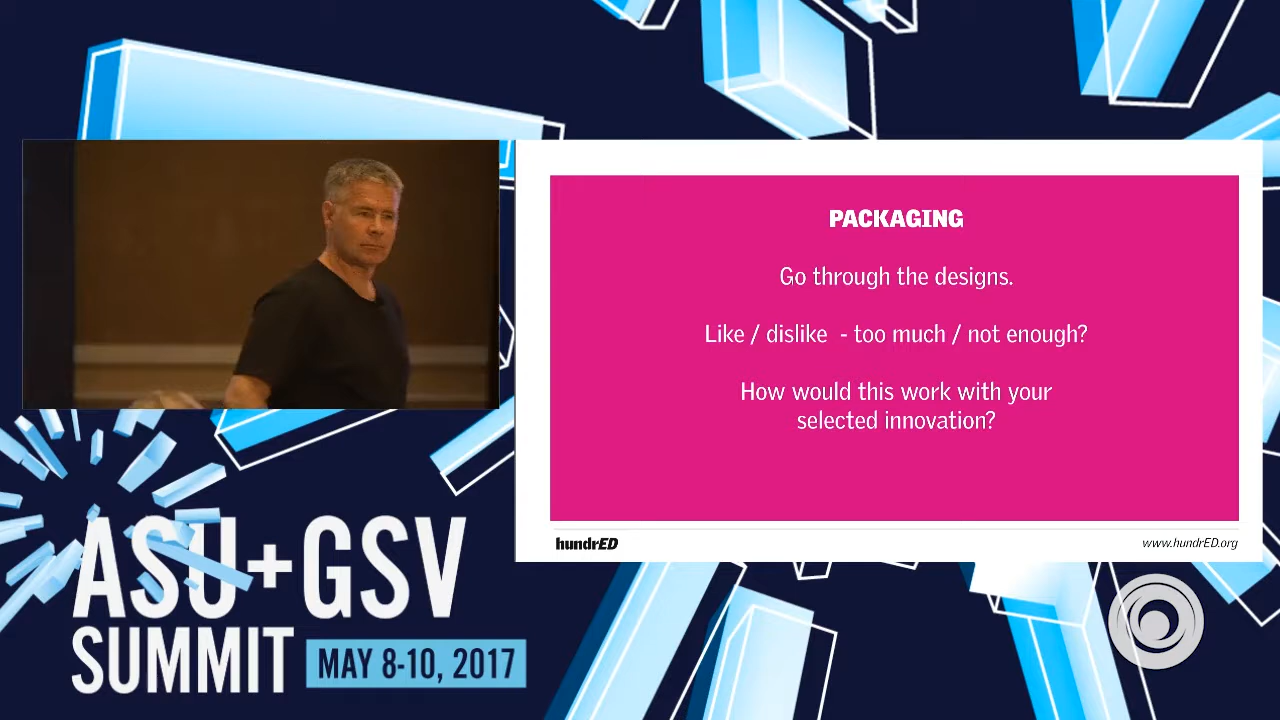 PACKAGING
Go through the designs.
Like / dislike - too much / not enough?
How would this work with your
selected innovation?
hundrED
www.hundrED.org
ASU+GSV
SUMMIT
MAY 8-10, 2017